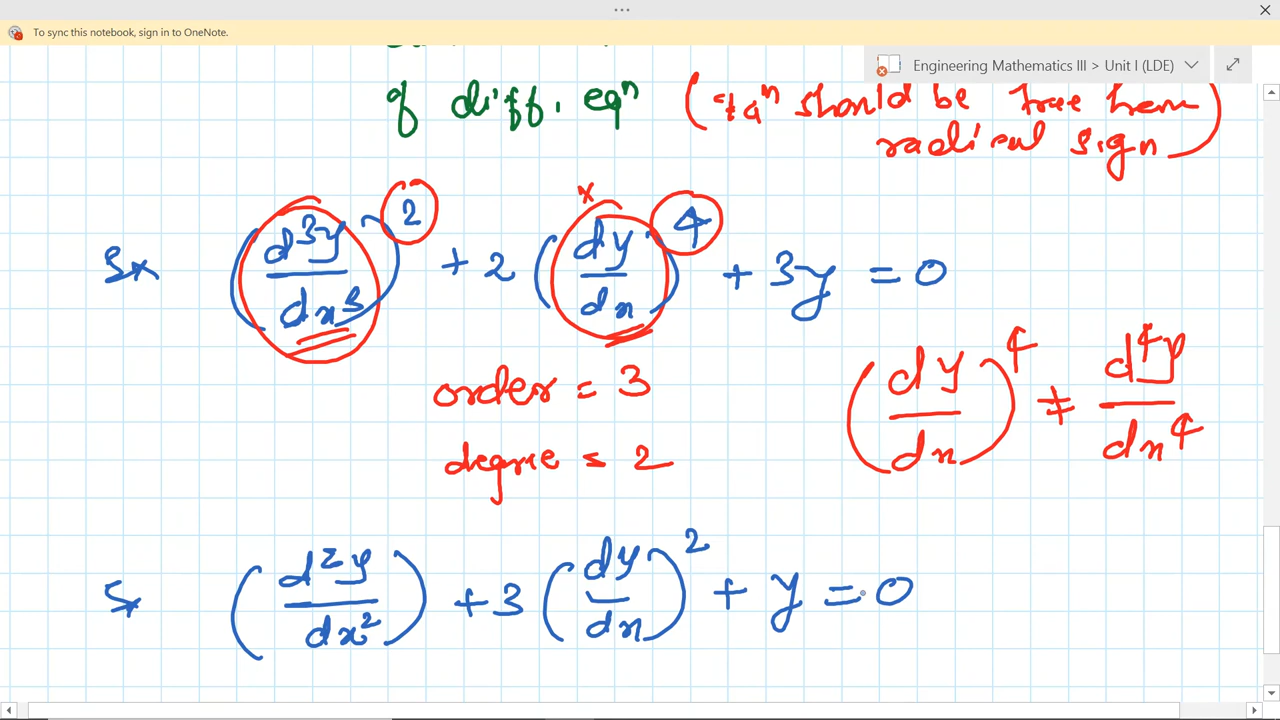 To sync this notebook, sign in to OneNote.
Engineering Mathematics III > Unit I (LDE)
of diff. eqⁿ (eqⁿ should be free from
radical sign)
Ex (d³y/dx³)² + 2 (dy/dx)⁴ + 3y = 0
x
order = 3
(dy/dx)⁴ ≠ d⁴y/dx⁴
degree = 2
Ex (d²y/dx²) + 3 (dy/dx)² + y = 0